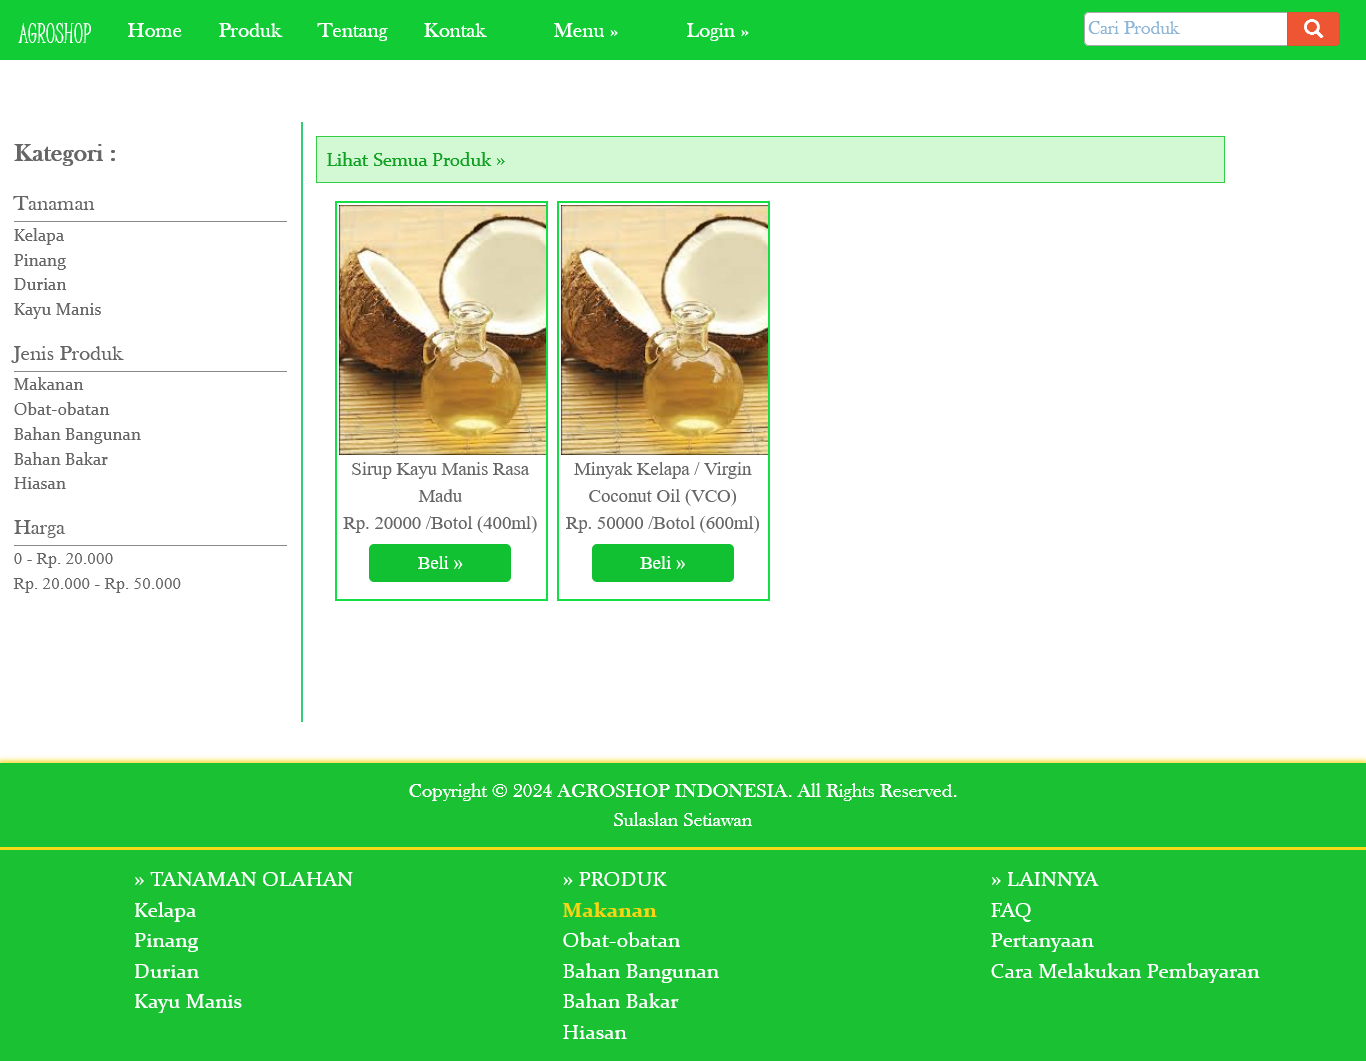 AGROSHOP Home Produk Tentang Kontak Menu » Login » Cari Produk
Kategori :
Tanaman
Kelapa
Pinang
Durian
Kayu Manis
Jenis Produk
Makanan
Obat-obatan
Bahan Bangunan
Bahan Bakar
Hiasan
Harga
0 - Rp. 20.000
Rp. 20.000 - Rp. 50.000
Lihat Semua Produk »
Sirup Kayu Manis Rasa
Madu
Rp. 20000 /Botol (400ml)
Beli »
Minyak Kelapa / Virgin
Coconut Oil (VCO)
Rp. 50000 /Botol (600ml)
Beli »
Copyright © 2024 AGROSHOP INDONESIA. All Rights Reserved.
Sulaslan Setiawan
» TANAMAN OLAHAN
Kelapa
Pinang
Durian
Kayu Manis
» PRODUK
Makanan
Obat-obatan
Bahan Bangunan
Bahan Bakar
Hiasan
» LAINNYA
FAQ
Pertanyaan
Cara Melakukan Pembayaran